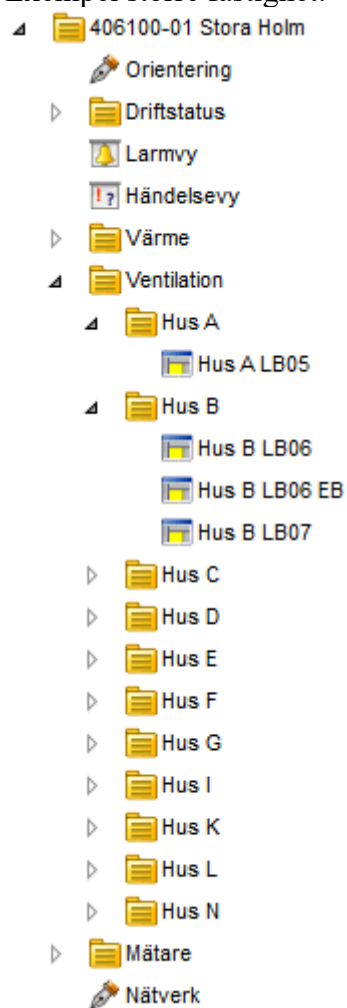 Exempel större fastighet:
406100-01 Stora Holm
Orientering
Driftstatus
Larmvy
Händelsevy
Värme
Ventilation
Hus A
Hus A LB05
Hus B
Hus B LB06
Hus B LB06 EB
Hus B LB07
Hus C
Hus D
Hus E
Hus F
Hus G
Hus I
Hus K
Hus L
Hus N
Mätare
Nätverk